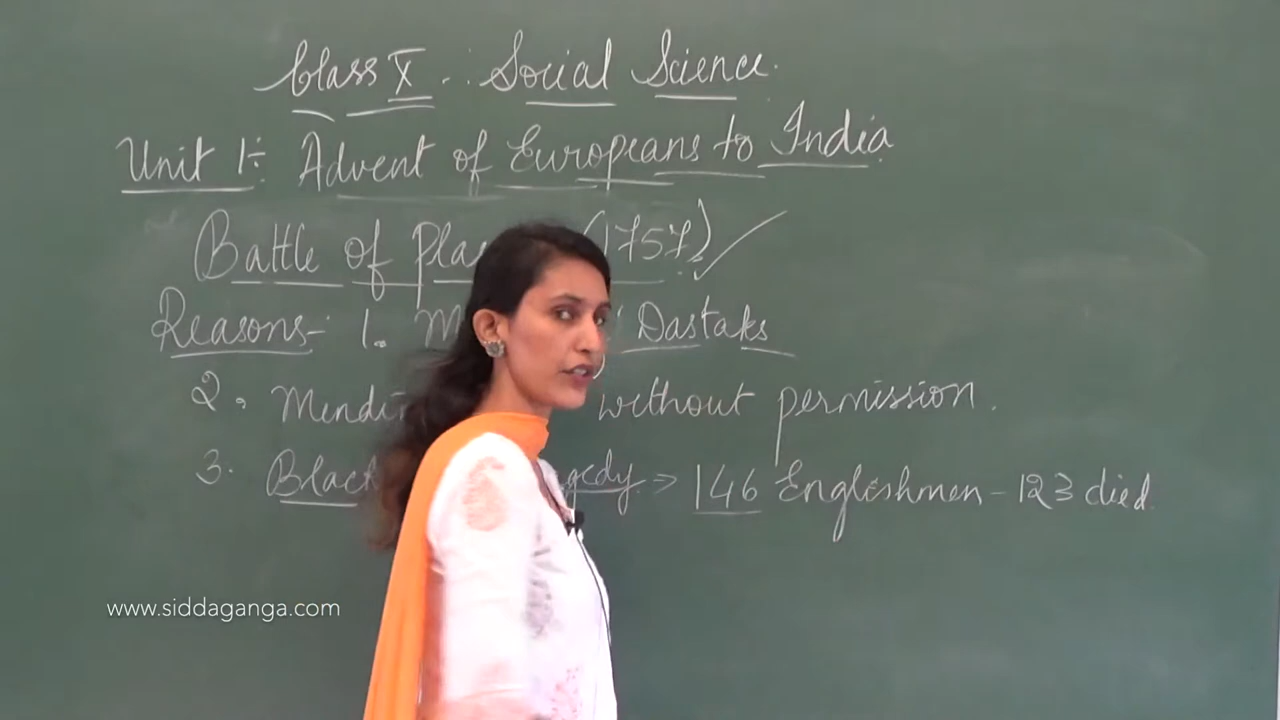 Class X : Social Science.
Unit 1:- Advent of Europeans to India
Battle of Plas (1757) ✓
Reasons:- 1. M Dastaks
2. Mendi without permission.
3. Black gedy => 146 Englishmen - 123 died.
www.siddaganga.com